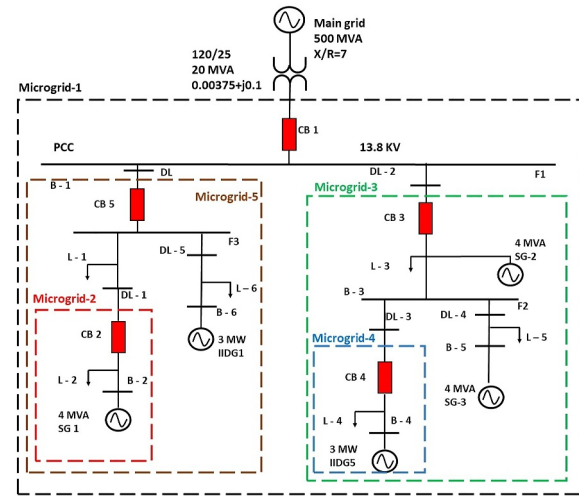 Main grid
500 MVA
X/R=7
120/25
20 MVA
0.00375+j0.1
Microgrid-1
CB 1
PCC
13.8 KV
DL
DL-2
F1
B - 1
Microgrid-5
Microgrid-3
CB 5
CB 3
F3
L - 1
DL-5
L - 3
4 MVA
SG-2
L - 6
B - 3
Microgrid-2
DL-1
B - 6
DL-3
DL-4
F2
Microgrid-4
L - 5
CB 2
3 MW
IIDG1
B - 5
L - 2
B - 2
CB 4
4 MVA
SG 1
4 MVA
SG-3
L - 4
B - 4
3 MW
IIDG5